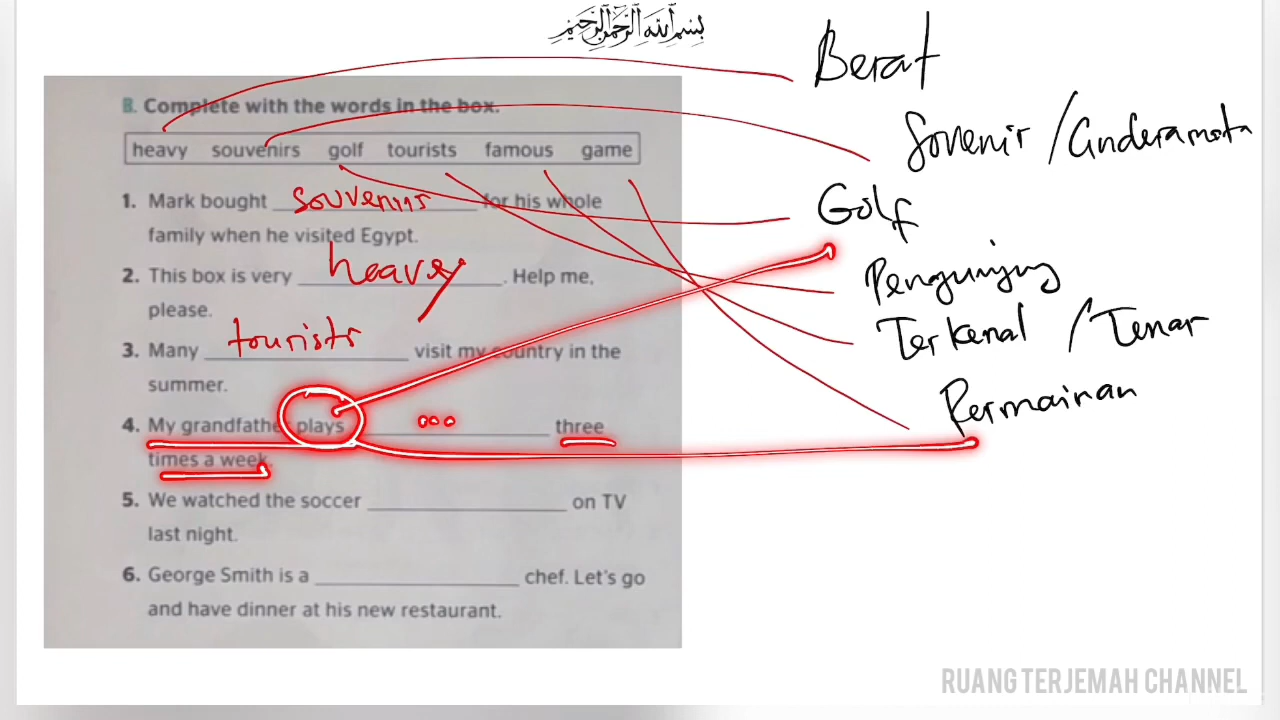 بِسْمِ اللهِ الرَّحْمٰنِ الرَّحِيْمِ
B. Complete with the words in the box.
heavy souvenirs golf tourists famous game
1. Mark bought souvenirs for his whole
family when he visited Egypt.
2. This box is very heavy. Help me,
please.
3. Many tourists visit my country in the
summer.
4. My grandfather plays ... three
times a week.
5. We watched the soccer ____ on TV
last night.
6. George Smith is a ____ chef. Let's go
and have dinner at his new restaurant.
Berat
Sovenir / Cinderamata
Golf
Pengunjung
Terkenal / Tenar
Permainan
RUANG TERJEMAH CHANNEL